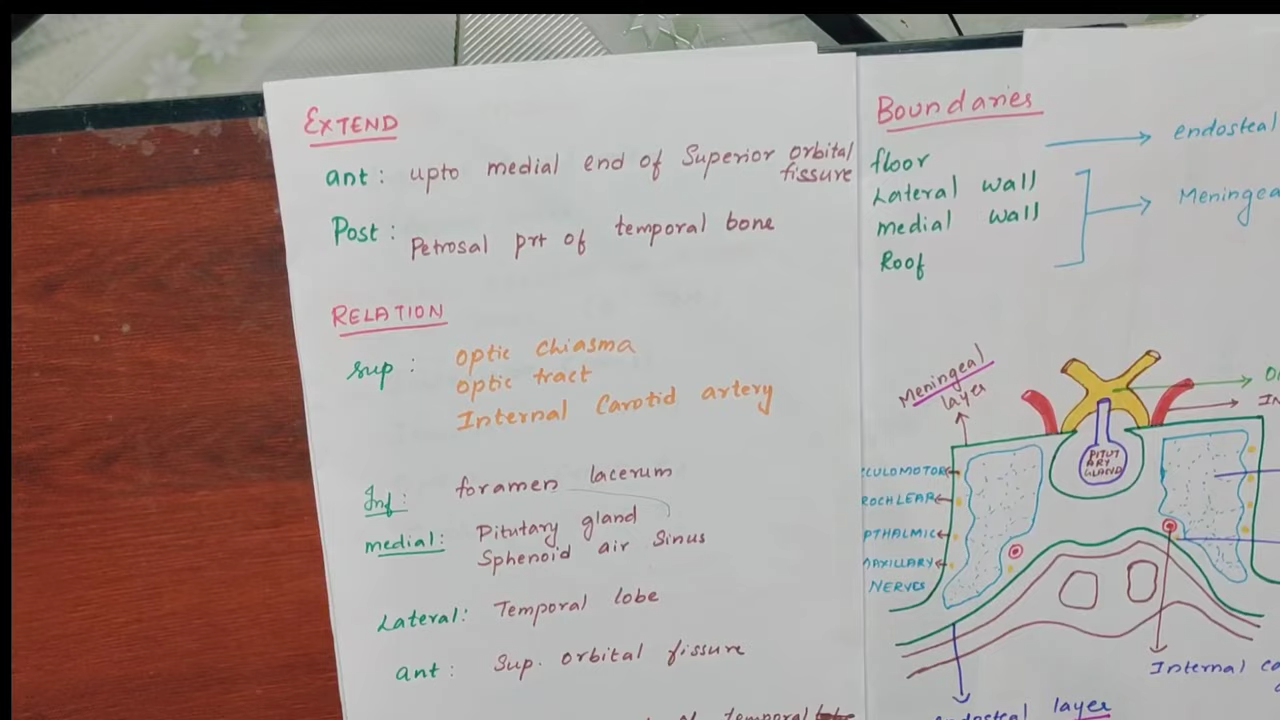 EXTEND
ant : upto medial end of Superior orbital
fissure
Post : Petrosal prt of temporal bone
RELATION
sup : optic chiasma
optic tract
Internal Carotid artery
Inf : foramen lacerum
medial : Pitutary gland
Sphenoid air Sinus
Lateral : Temporal lobe
ant : Sup. orbital fissure
temporal
Boundaries
floor
Lateral wall
medial wall
Roof
endosteal
Meningea
Meningeal
layer
PITUT
ARY
GLAND
CULOMOTOR
ROCHLEAR
PTHALMIC
AXILLARY
NERVES
Internal ca
layer